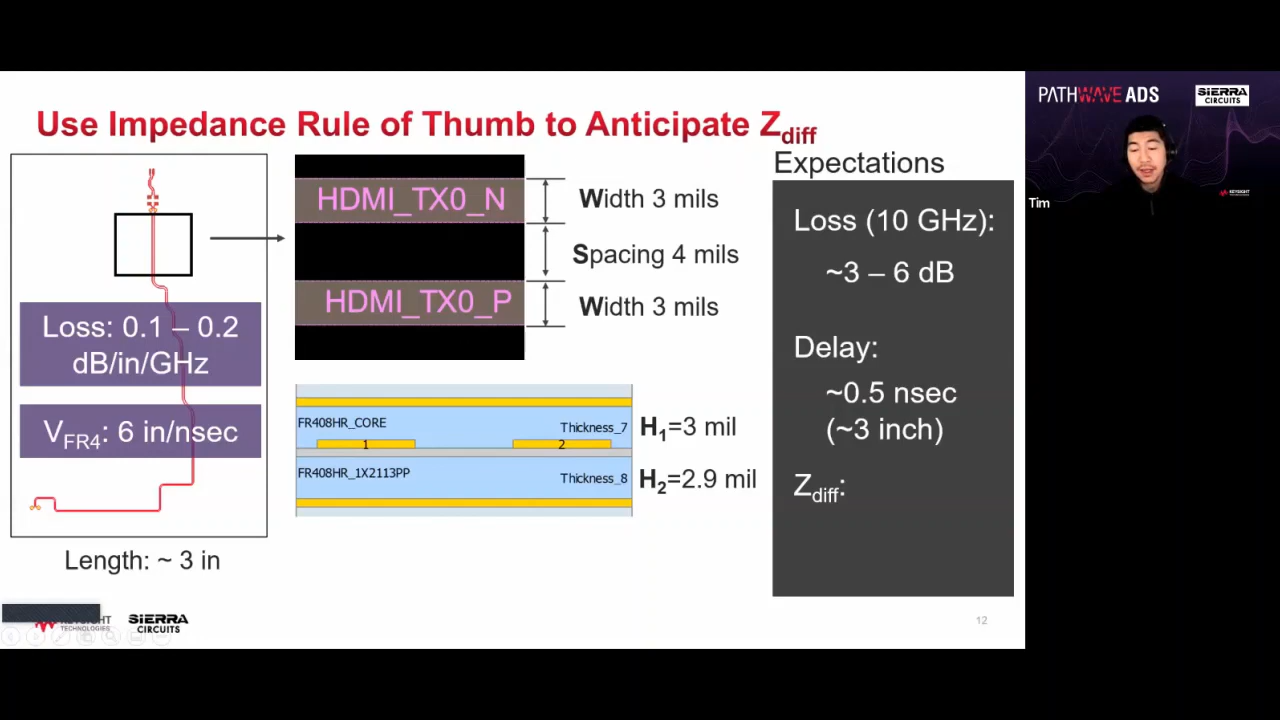 Use Impedance Rule of Thumb to Anticipate Zdiff
Loss: 0.1 – 0.2
dB/in/GHz
VFR4: 6 in/nsec
Length: ~ 3 in
HDMI_TX0_N
HDMI_TX0_P
Width 3 mils
Spacing 4 mils
Width 3 mils
FR408HR_CORE
Thickness_7
1
2
FR408HR_1X2113PP
Thickness_8
H1=3 mil
H2=2.9 mil
Expectations
Loss (10 GHz):
~3 – 6 dB
Delay:
~0.5 nsec
(~3 inch)
Zdiff:
TECHNOLOGIES
SIERRA
CIRCUITS
12
PATHWAVE ADS
SIERRA
CIRCUITS
KEYSIGHT
Tim